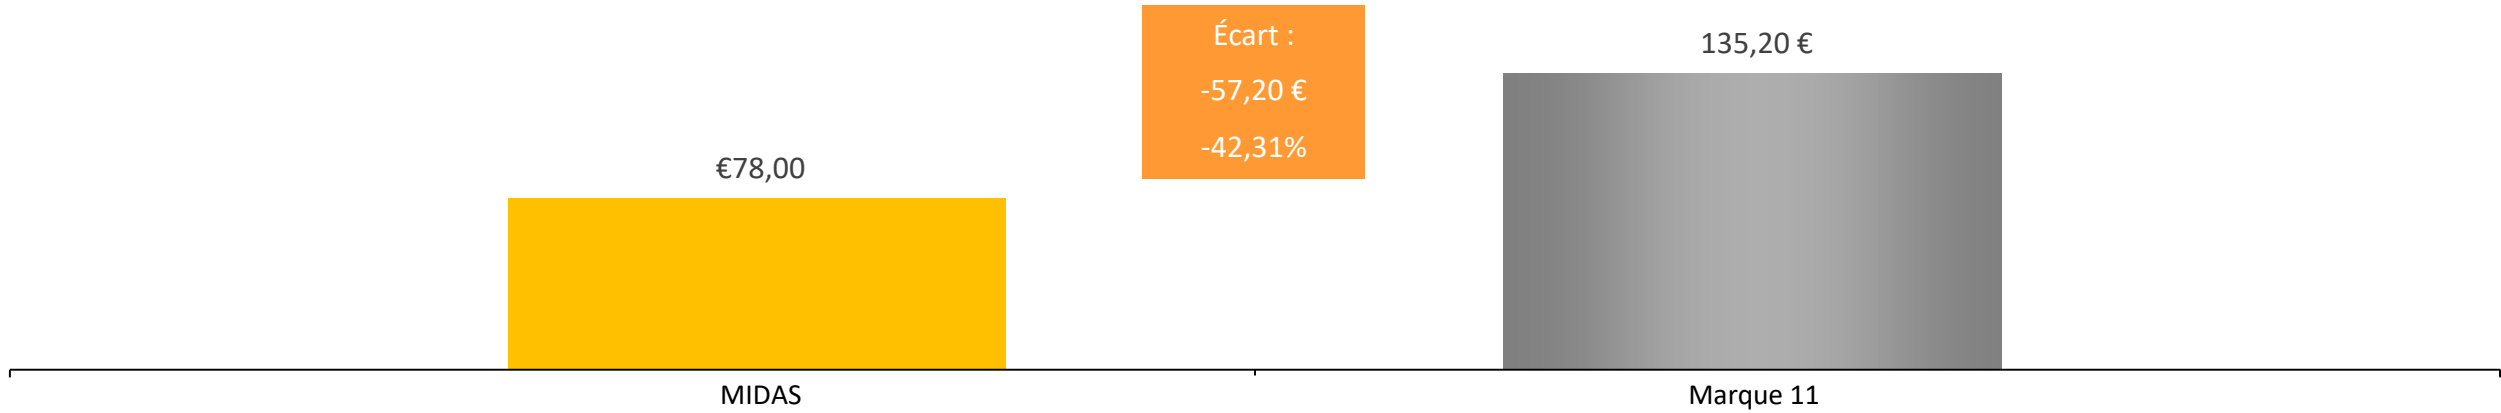 Écart :
-57,20 €
-42,31%
135,20 €
€78,00
MIDAS
Marque 11